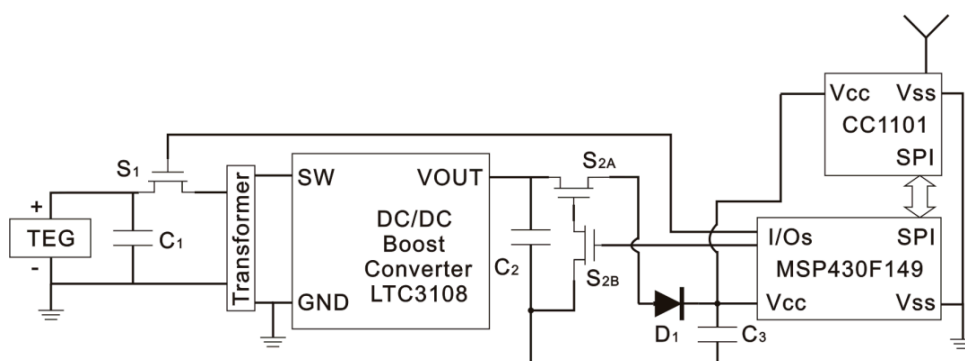 Vcc Vss
CC1101
SPI
S1
SW
VOUT
S2A
+
TEG
-
C1
Transformer
DC/DC
Boost
Converter
LTC3108
GND
C2
S2B
I/Os SPI
MSP430F149
Vcc Vss
D1
C3